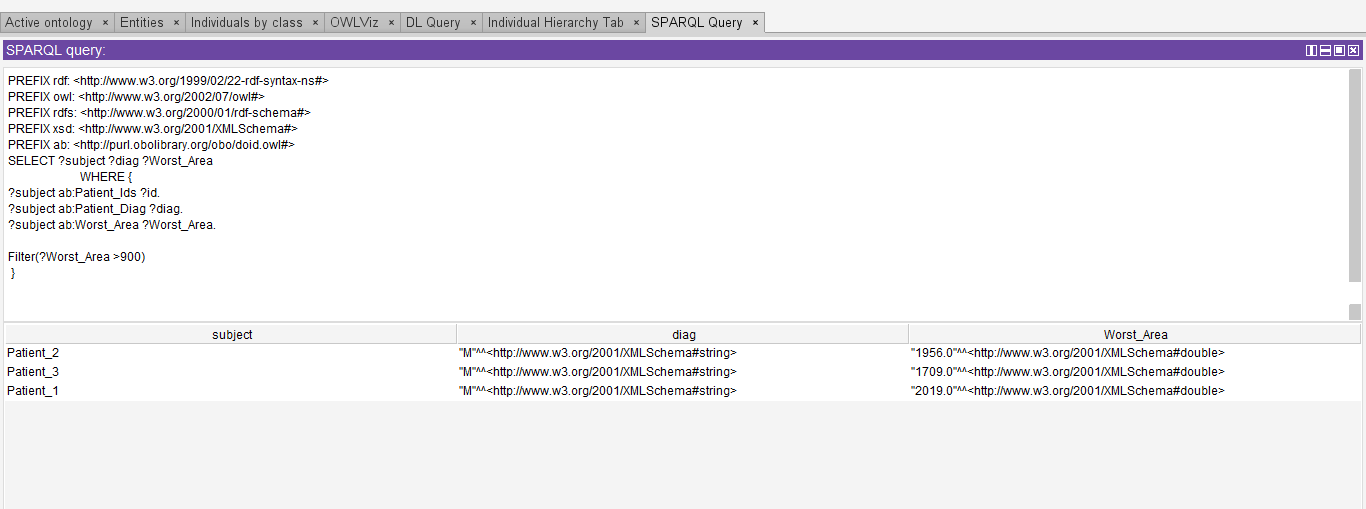 Active ontology × Entities × Individuals by class × OWLViz × DL Query × Individual Hierarchy Tab × SPARQL Query ×
SPARQL query:
PREFIX rdf: <http://www.w3.org/1999/02/22-rdf-syntax-ns#>
PREFIX owl: <http://www.w3.org/2002/07/owl#>
PREFIX rdfs: <http://www.w3.org/2000/01/rdf-schema#>
PREFIX xsd: <http://www.w3.org/2001/XMLSchema#>
PREFIX ab: <http://purl.obolibrary.org/obo/doid.owl#>
SELECT ?subject ?diag ?Worst_Area
WHERE {
?subject ab:Patient_Ids ?id.
?subject ab:Patient_Diag ?diag.
?subject ab:Worst_Area ?Worst_Area.
Filter(?Worst_Area >900)
}
subject diag Worst_Area
Patient_2 "M"^^<http://www.w3.org/2001/XMLSchema#string> "1956.0"^^<http://www.w3.org/2001/XMLSchema#double>
Patient_3 "M"^^<http://www.w3.org/2001/XMLSchema#string> "1709.0"^^<http://www.w3.org/2001/XMLSchema#double>
Patient_1 "M"^^<http://www.w3.org/2001/XMLSchema#string> "2019.0"^^<http://www.w3.org/2001/XMLSchema#double>